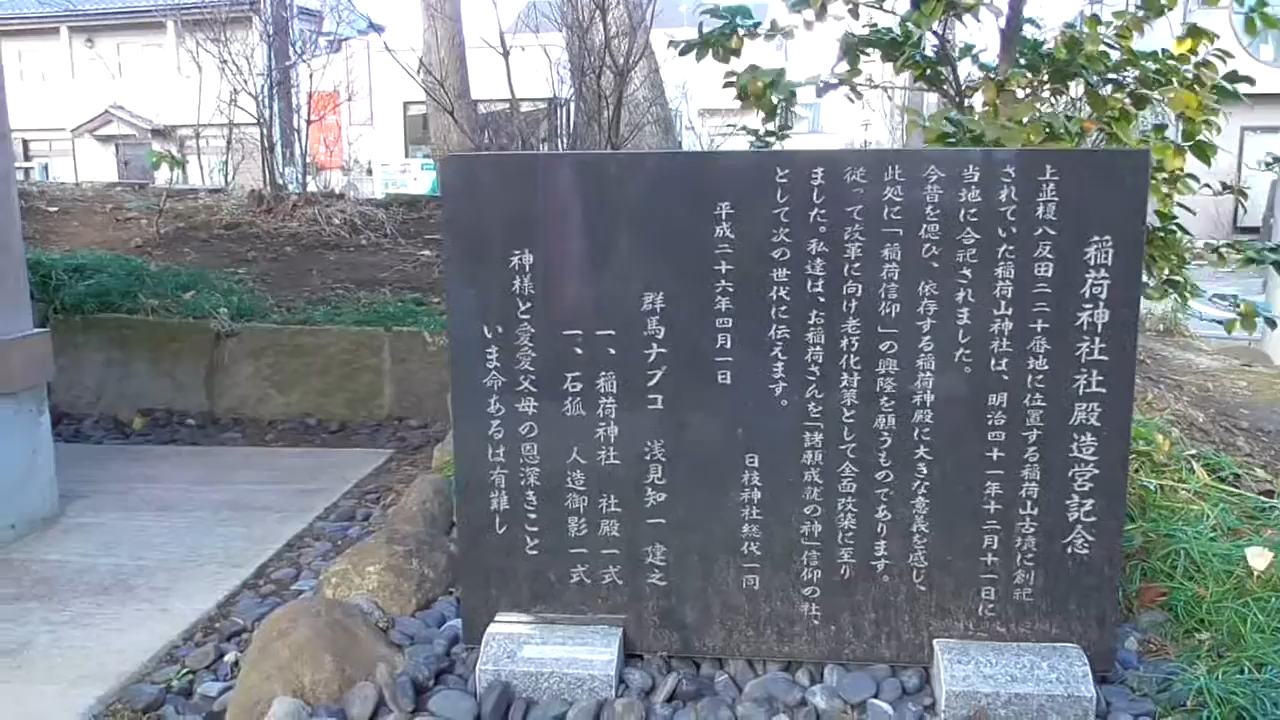 稲荷神社社殿造営記念
上並榎八反田二二十番地に位置する稲荷山古墳に創祀
されていた稲荷山神社は、明治四十一年十二月十一日に
当地に合祀されました。
今昔を偲び、依存する稲荷神殿に大きな意義を感じ、
此処に「稲荷信仰」の興隆を願うものであります。
従って改革に向け老朽化対策として全面改築に至り
ました。私達は、お稲荷さんを「諸願成就の神」信仰の社、
として次の世代に伝えます。
平成二十六年四月一日
日枝神社総代一同
群馬ナブコ 浅見知一 建之
一、稲荷神社 社殿一式
一、石狐 人造御影一式
神様と愛愛父母の恩深きこと
いま命あるは有難し